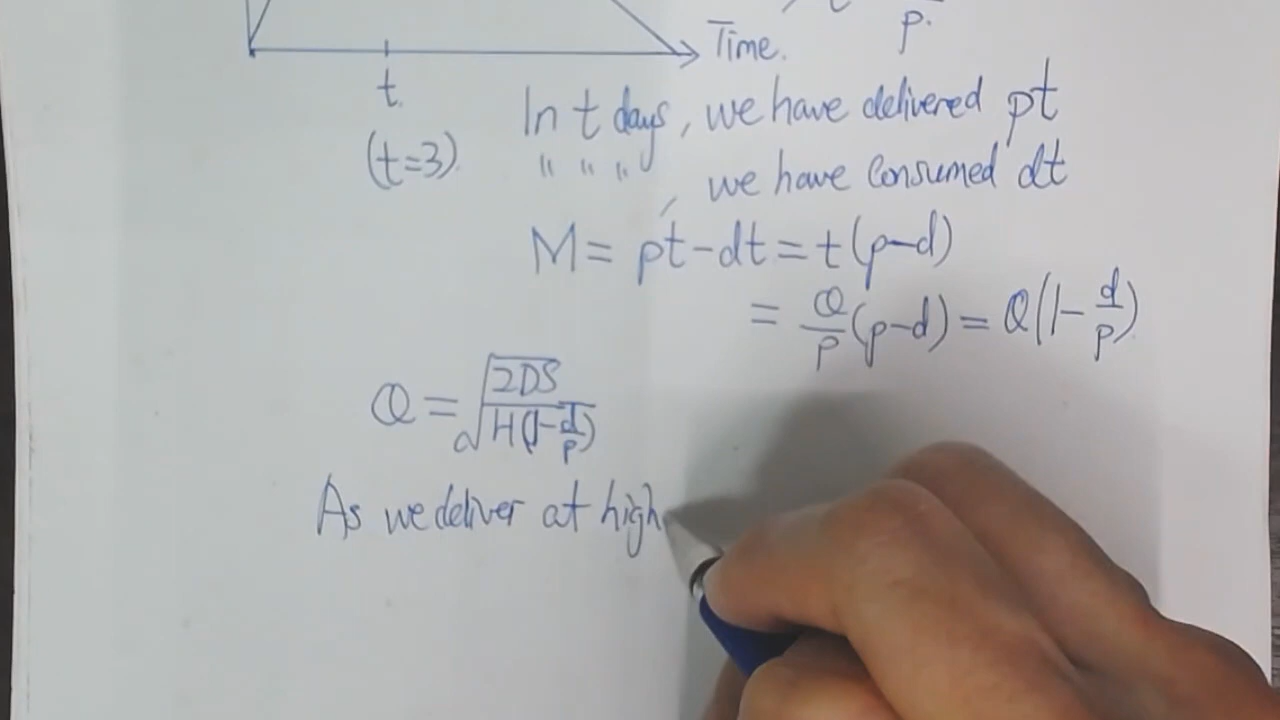 p.
Time.
t.
(t=3).
In t days, we have delivered pt
" " " , we have consumed dt
M = pt-dt = t(p-d)
= Q/p (p-d) = Q(1-d/p)
Q = √(2DS/H(1-d/p))
As we deliver at high